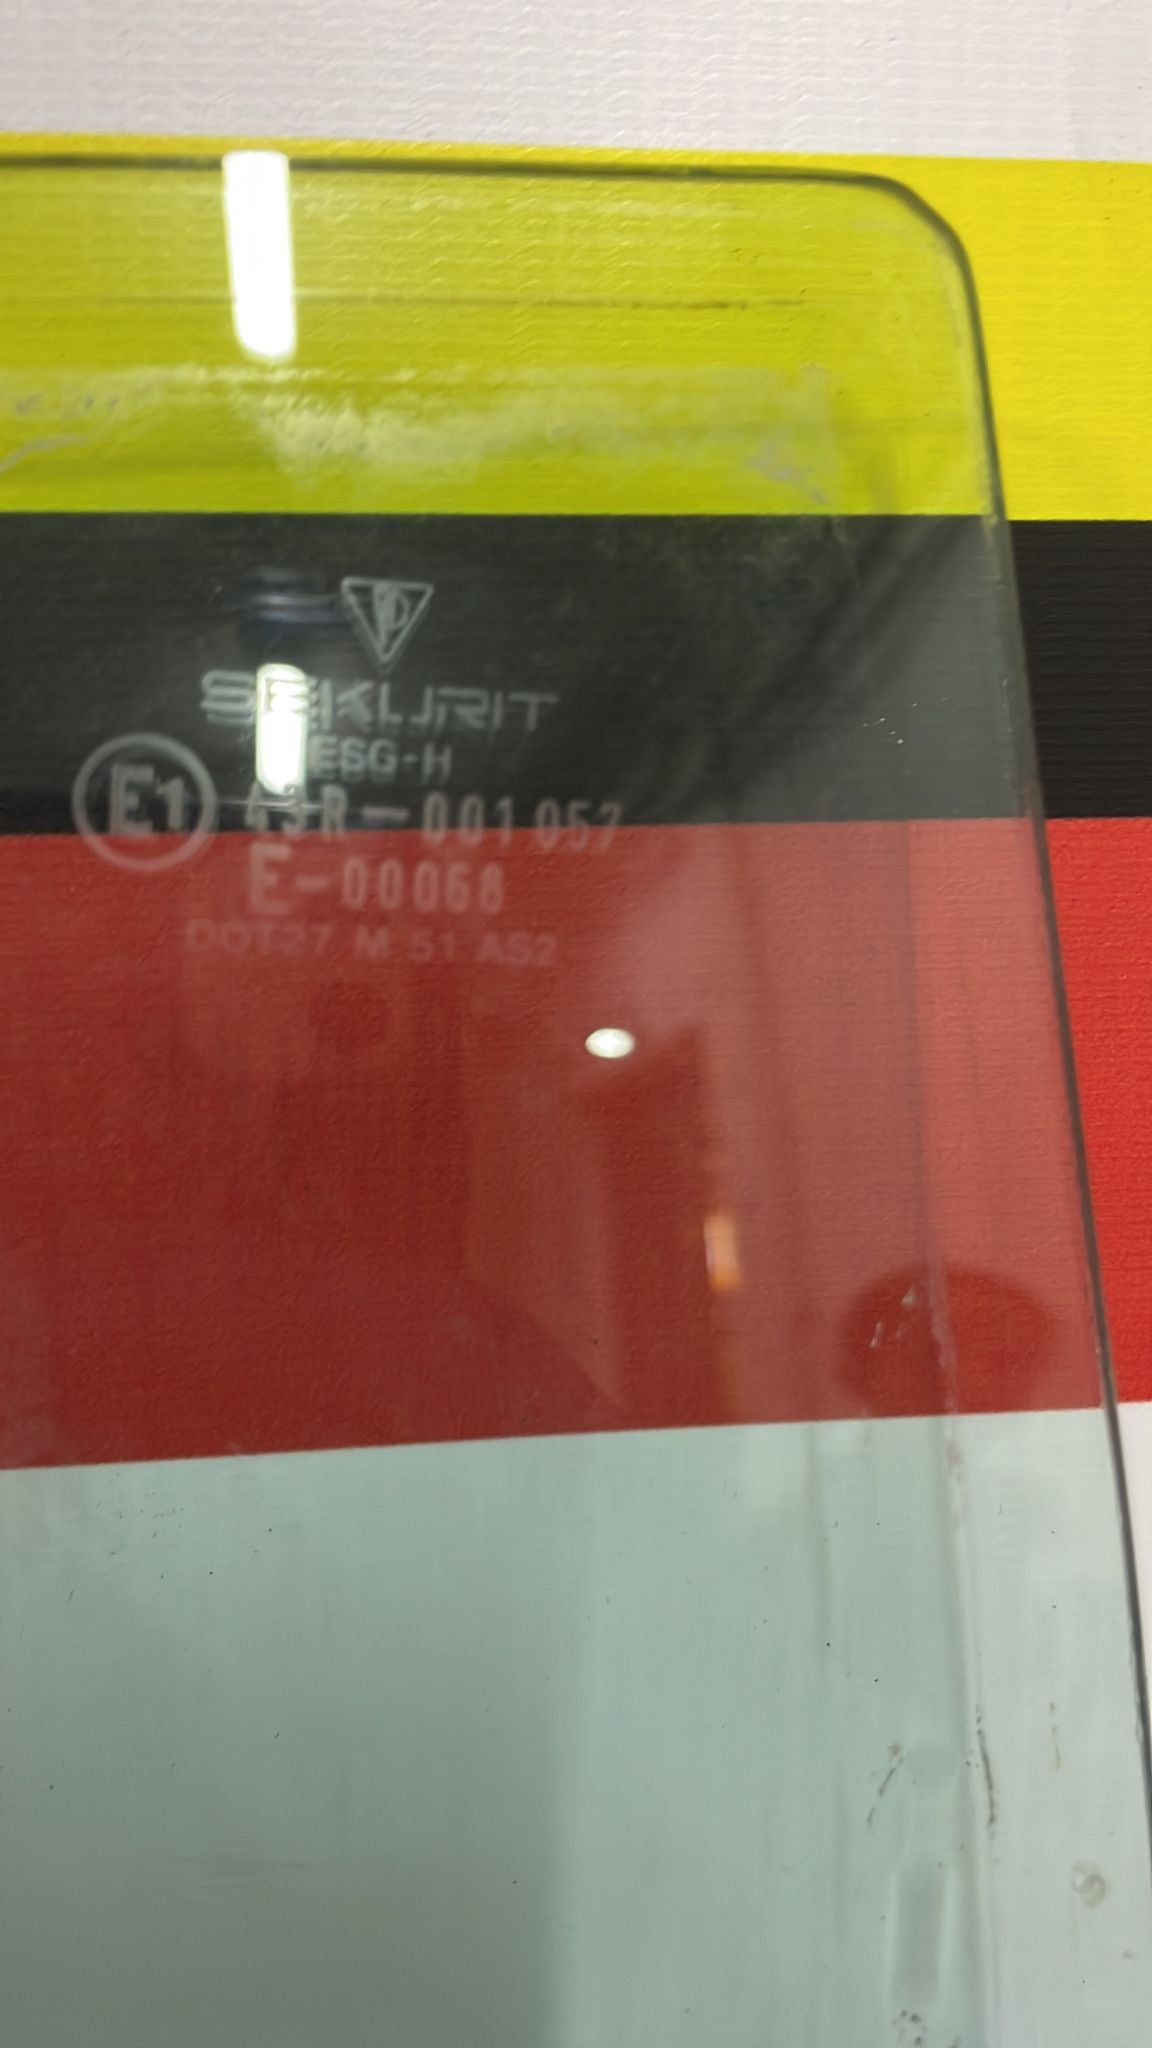 SEKURIT
ESG-H
E1 43R-001057
E-00068
DOT27 M 51 AS2